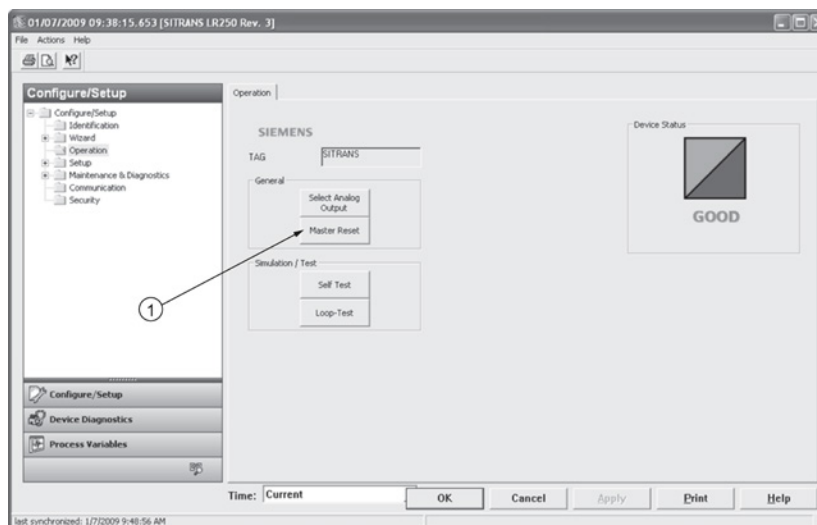 01/07/2009 09:38:15.653 [SITRANS LR250 Rev. 3]
File Actions Help
Configure/Setup
Configure/Setup
Identification
Wizard
Operation
Setup
Maintenance & Diagnostics
Communication
Security
Configure/Setup
Device Diagnostics
Process Variables
Operation
SIEMENS
TAG SITRANS
General
Select Analog
Output
Master Reset
Simulation / Test
Self Test
Loop-Test
1
Device Status
GOOD
Time: Current
OK Cancel Apply Print Help
last synchronized: 1/7/2009 9:48:56 AM